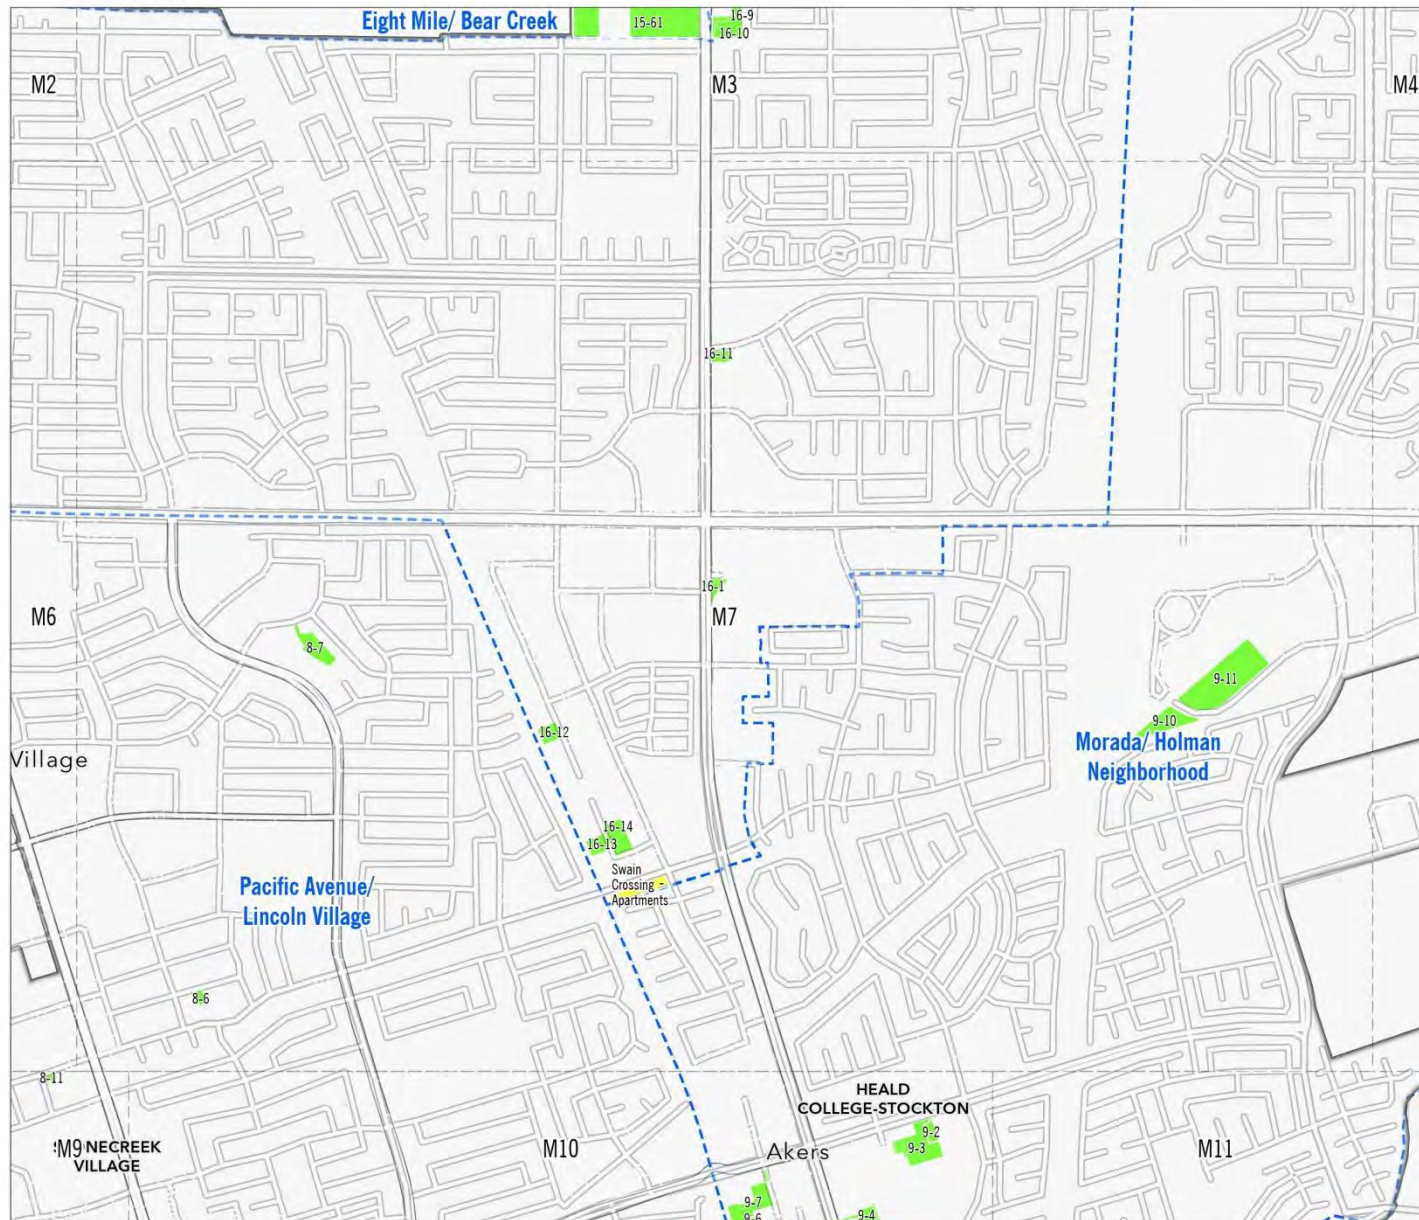 Eight Mile/ Bear Creek
15-61
16-9
16-10
M2
M3
M4
16-11
M6
16-1
M7
8-7
9-11
9-10
16-12
Morada/ Holman
Neighborhood
Village
16-14
16-13
Swain
Crossing
Apartments
Pacific Avenue/
Lincoln Village
8-6
8-11
HEALD
COLLEGE-STOCKTON
9-2
9-3
M9
NECREEK
VILLAGE
M10
Akers
M11
9-7
9-6
9-4